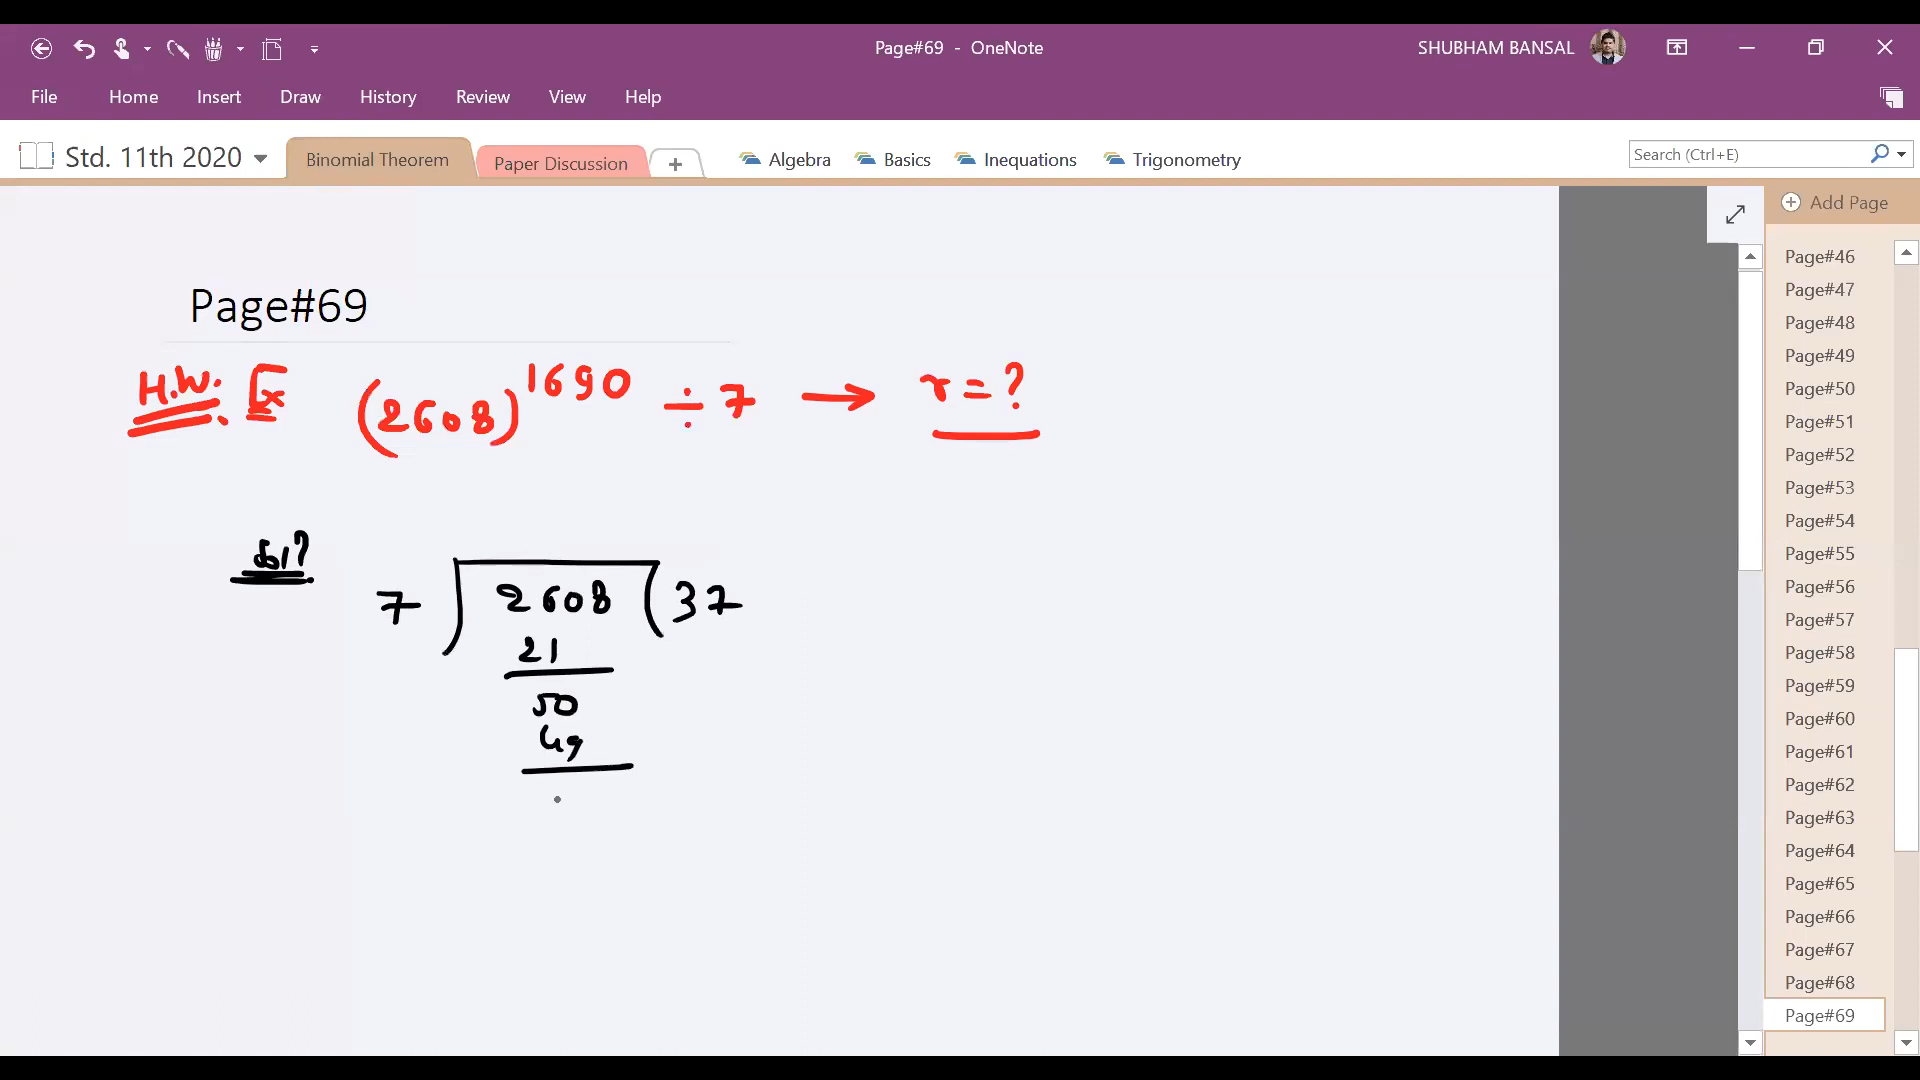 Page#69 - OneNote
SHUBHAM BANSAL
File Home Insert Draw History Review View Help
Std. 11th 2020
Binomial Theorem
Paper Discussion
Algebra
Basics
Inequations
Trigonometry
Search (Ctrl+E)
Add Page
Page#69
H.W. Ex (2608)^1690 ÷ 7 → r = ?
Sol?
7 ) 2608 ( 37
21
50
49
Page#46
Page#47
Page#48
Page#49
Page#50
Page#51
Page#52
Page#53
Page#54
Page#55
Page#56
Page#57
Page#58
Page#59
Page#60
Page#61
Page#62
Page#63
Page#64
Page#65
Page#66
Page#67
Page#68
Page#69